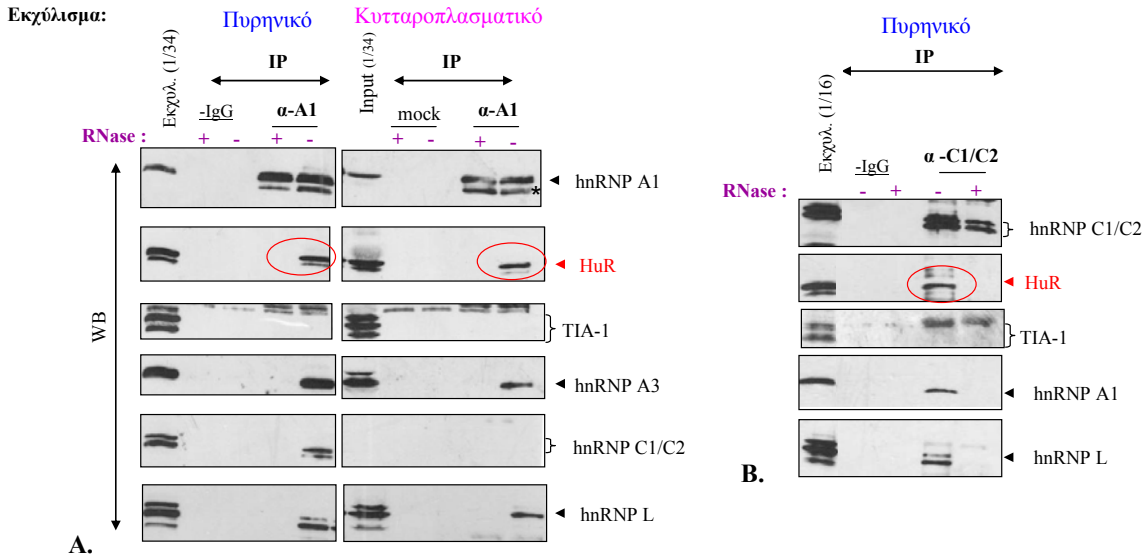 Εκχύλισμα:
Πυρηνικό
Κυτταροπλασματικό
Εκχυλ. (1/34)
IP
Input (1/34)
IP
-IgG
α-A1
mock
α-A1
RNase :
+ - + - + - + -
WB
hnRNP A1
*
HuR
TIA-1
hnRNP A3
hnRNP C1/C2
hnRNP L
A.
Πυρηνικό
IP
Εκχυλ. (1/16)
-IgG
α -C1/C2
RNase :
- + - +
hnRNP C1/C2
HuR
TIA-1
hnRNP A1
hnRNP L
B.